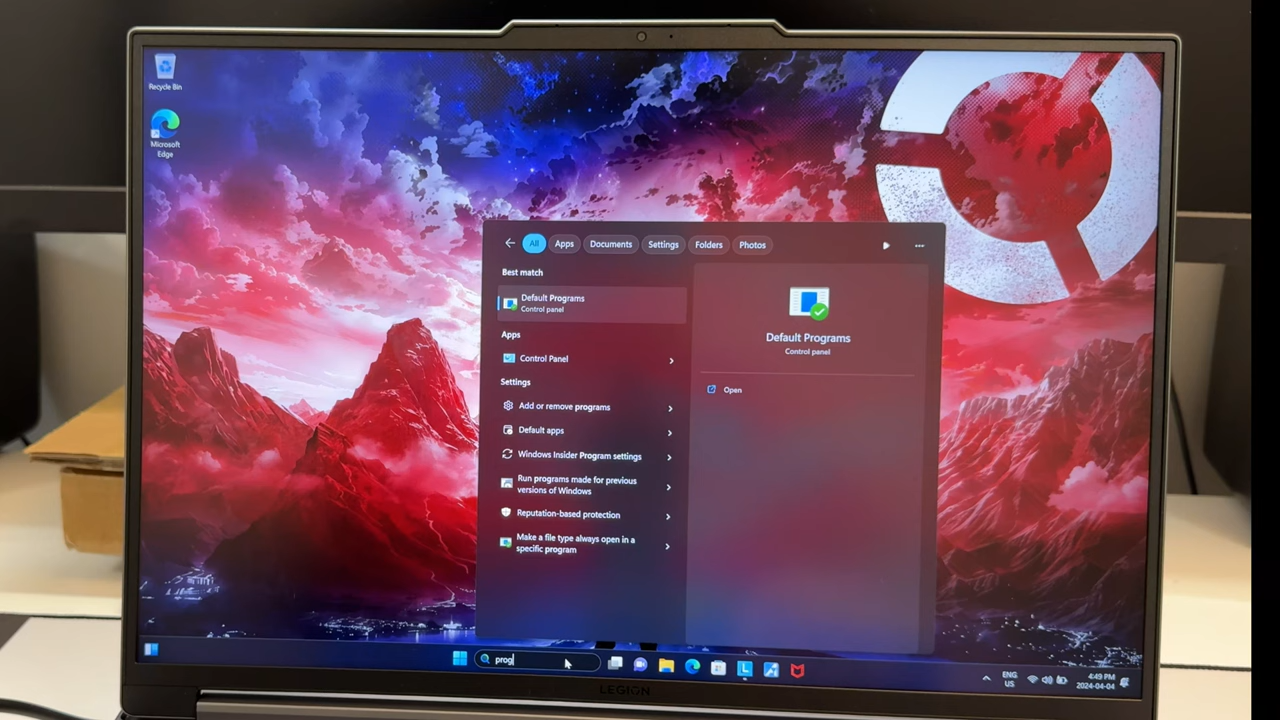 Recycle Bin
Microsoft
Edge
All
Apps
Documents
Settings
Folders
Photos
Best match
Default Programs
Control panel
Apps
Control Panel
Settings
Add or remove programs
Default apps
Windows Insider Program settings
Run programs made for previous
versions of Windows
Reputation-based protection
Make a file type always open in a
specific program
Default Programs
Control panel
Open
prog
ENG
US
4:49 PM
2024-04-04
LEGION